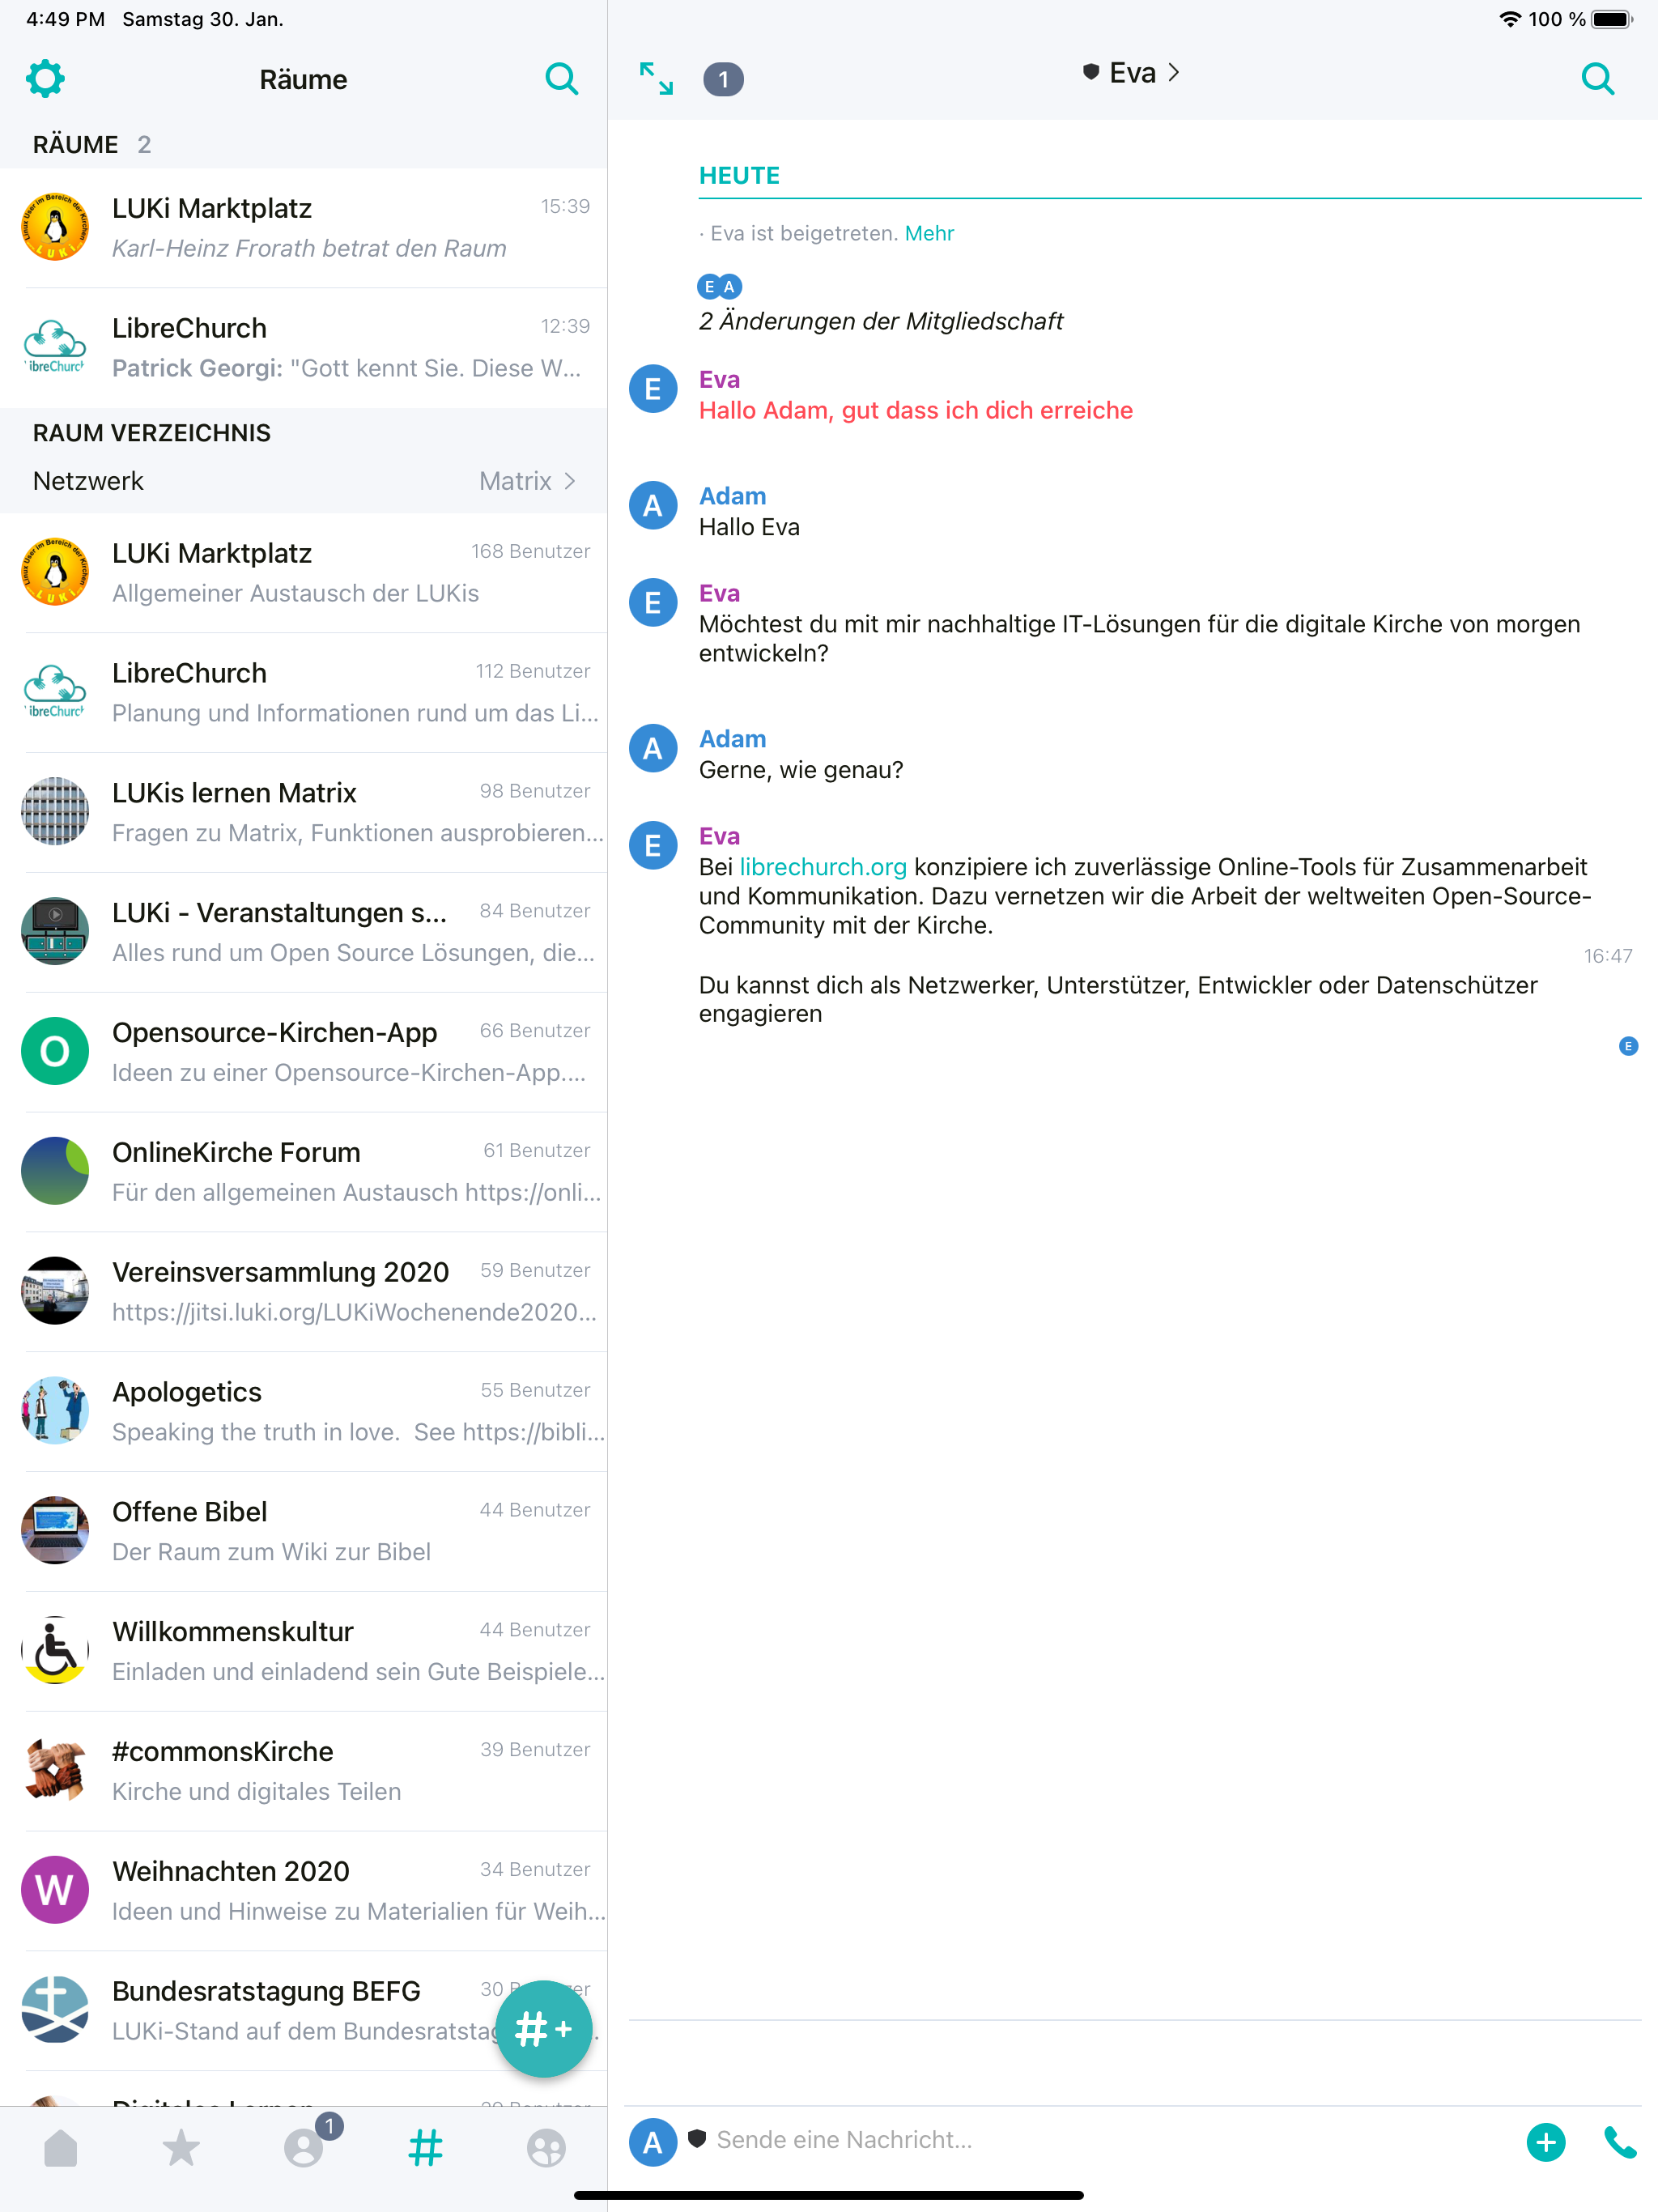 4:49 PM Samstag 30. Jan.
100 %
Räume
RÄUME 2
LUKi Marktplatz 15:39
Karl-Heinz Frorath betrat den Raum
LibreChurch 12:39
Patrick Georgi: "Gott kennt Sie. Diese W...
RAUM VERZEICHNIS
Netzwerk Matrix
LUKi Marktplatz 168 Benutzer
Allgemeiner Austausch der LUKis
LibreChurch 112 Benutzer
Planung und Informationen rund um das Li...
LUKis lernen Matrix 98 Benutzer
Fragen zu Matrix, Funktionen ausprobieren...
LUKi - Veranstaltungen s... 84 Benutzer
Alles rund um Open Source Lösungen, die...
O
Opensource-Kirchen-App 66 Benutzer
Ideen zu einer Opensource-Kirchen-App....
OnlineKirche Forum 61 Benutzer
Für den allgemeinen Austausch https://onli...
Vereinsversammlung 2020 59 Benutzer
https://jitsi.luki.org/LUKiWochenende2020...
Apologetics 55 Benutzer
Speaking the truth in love. See https://bibli...
Offene Bibel 44 Benutzer
Der Raum zum Wiki zur Bibel
Willkommenskultur 44 Benutzer
Einladen und einladend sein Gute Beispiele...
#commonsKirche 39 Benutzer
Kirche und digitales Teilen
W
Weihnachten 2020 34 Benutzer
Ideen und Hinweise zu Materialien für Weih...
Bundesratstagung BEFG 30
LUKi-Stand auf dem
#+
1
1
Eva
HEUTE
· Eva ist beigetreten. Mehr
E A
2 Änderungen der Mitgliedschaft
E
Eva
Hallo Adam, gut dass ich dich erreiche
A
Adam
Hallo Eva
E
Eva
Möchtest du mit mir nachhaltige IT-Lösungen für die digitale Kirche von morgen
entwickeln?
A
Adam
Gerne, wie genau?
E
Eva
Bei librechurch.org konzipiere ich zuverlässige Online-Tools für Zusammenarbeit
und Kommunikation. Dazu vernetzen wir die Arbeit der weltweiten Open-Source-
Community mit der Kirche.
16:47
Du kannst dich als Netzwerker, Unterstützer, Entwickler oder Datenschützer
engagieren
E
A
Sende eine Nachricht...